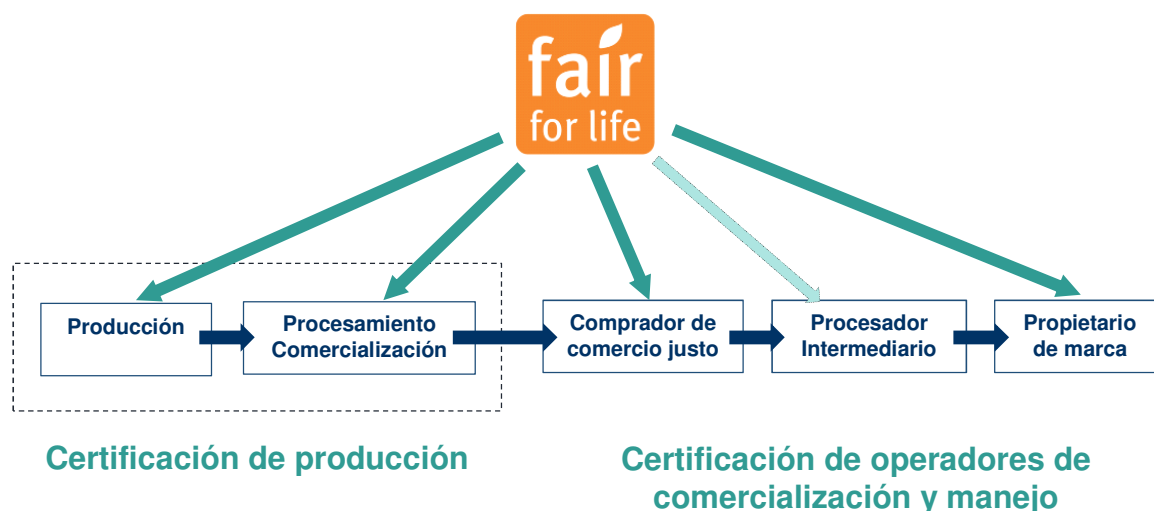 fair
for life
Producción
Procesamiento
Comercialización
Comprador de
comercio justo
Procesador
Intermediario
Propietario
de marca
Certificación de producción
Certificación de operadores de
comercialización y manejo